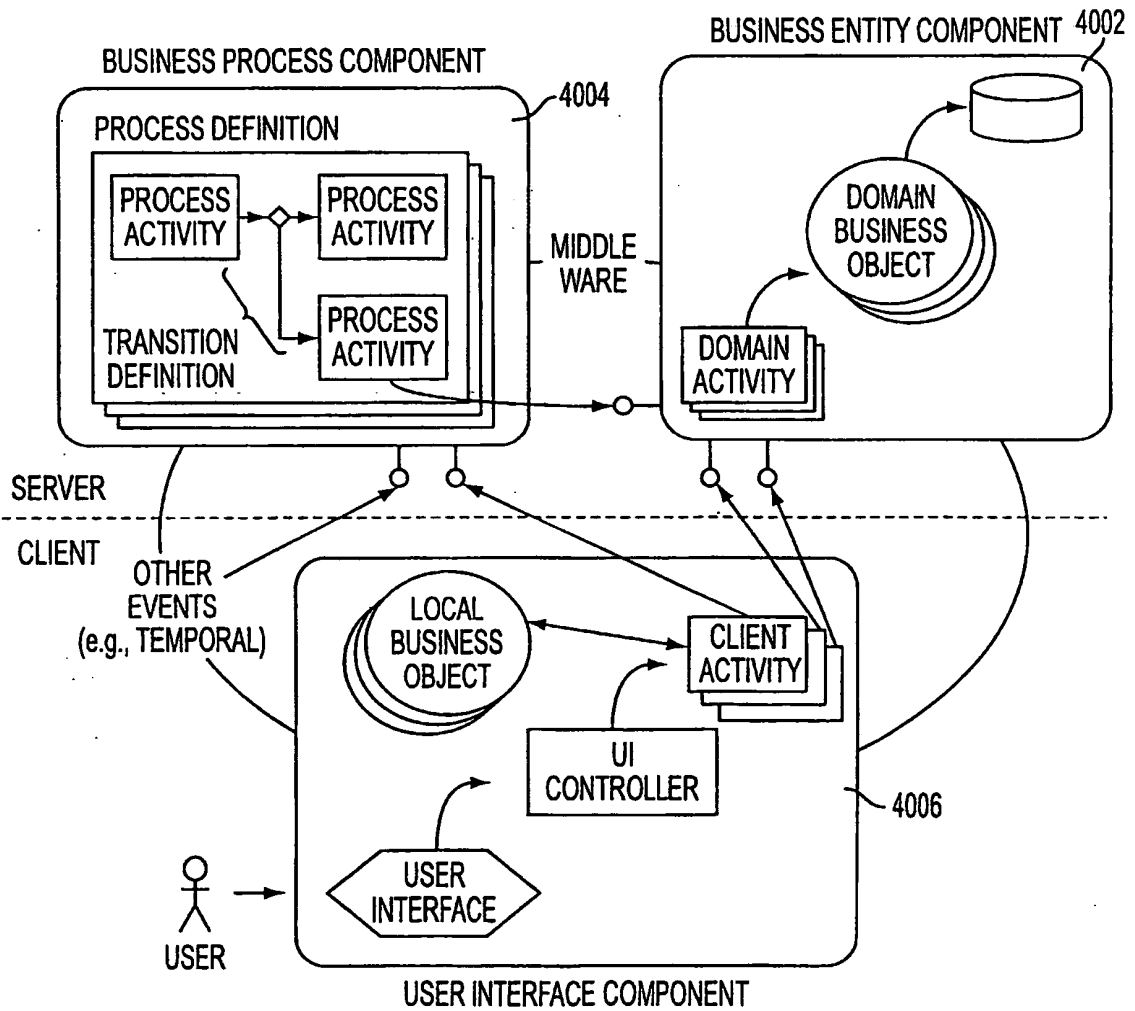 BUSINESS ENTITY COMPONENT
4002
BUSINESS PROCESS COMPONENT
4004
PROCESS DEFINITION
PROCESS
ACTIVITY
PROCESS
ACTIVITY
PROCESS
ACTIVITY
TRANSITION
DEFINITION
MIDDLE
WARE
DOMAIN
BUSINESS
OBJECT
DOMAIN
ACTIVITY
SERVER
CLIENT
OTHER
EVENTS
(e.g., TEMPORAL)
LOCAL
BUSINESS
OBJECT
CLIENT
ACTIVITY
UI
CONTROLLER
4006
USER
INTERFACE
USER
USER INTERFACE COMPONENT